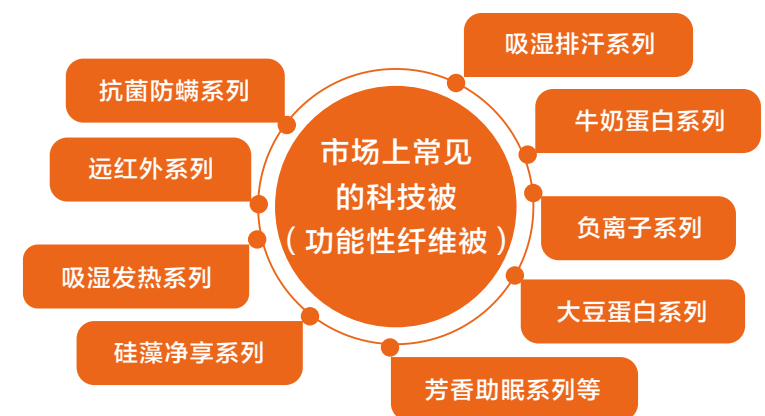 市场上常见
的科技被
（功能性纤维被）
吸湿排汗系列
牛奶蛋白系列
负离子系列
大豆蛋白系列
芳香助眠系列等
硅藻净享系列
吸湿发热系列
远红外系列
抗菌防螨系列